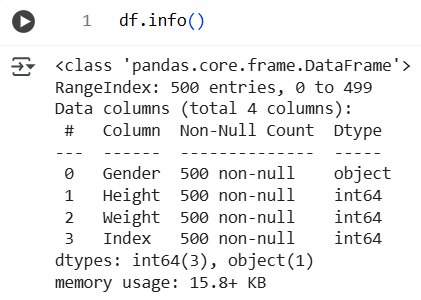 1 df.info()
<class 'pandas.core.frame.DataFrame'>
RangeIndex: 500 entries, 0 to 499
Data columns (total 4 columns):
 #   Column  Non-Null Count  Dtype
---  ------  --------------  -----
 0   Gender  500 non-null    object
 1   Height  500 non-null    int64
 2   Weight  500 non-null    int64
 3   Index   500 non-null    int64
dtypes: int64(3), object(1)
memory usage: 15.8+ KB